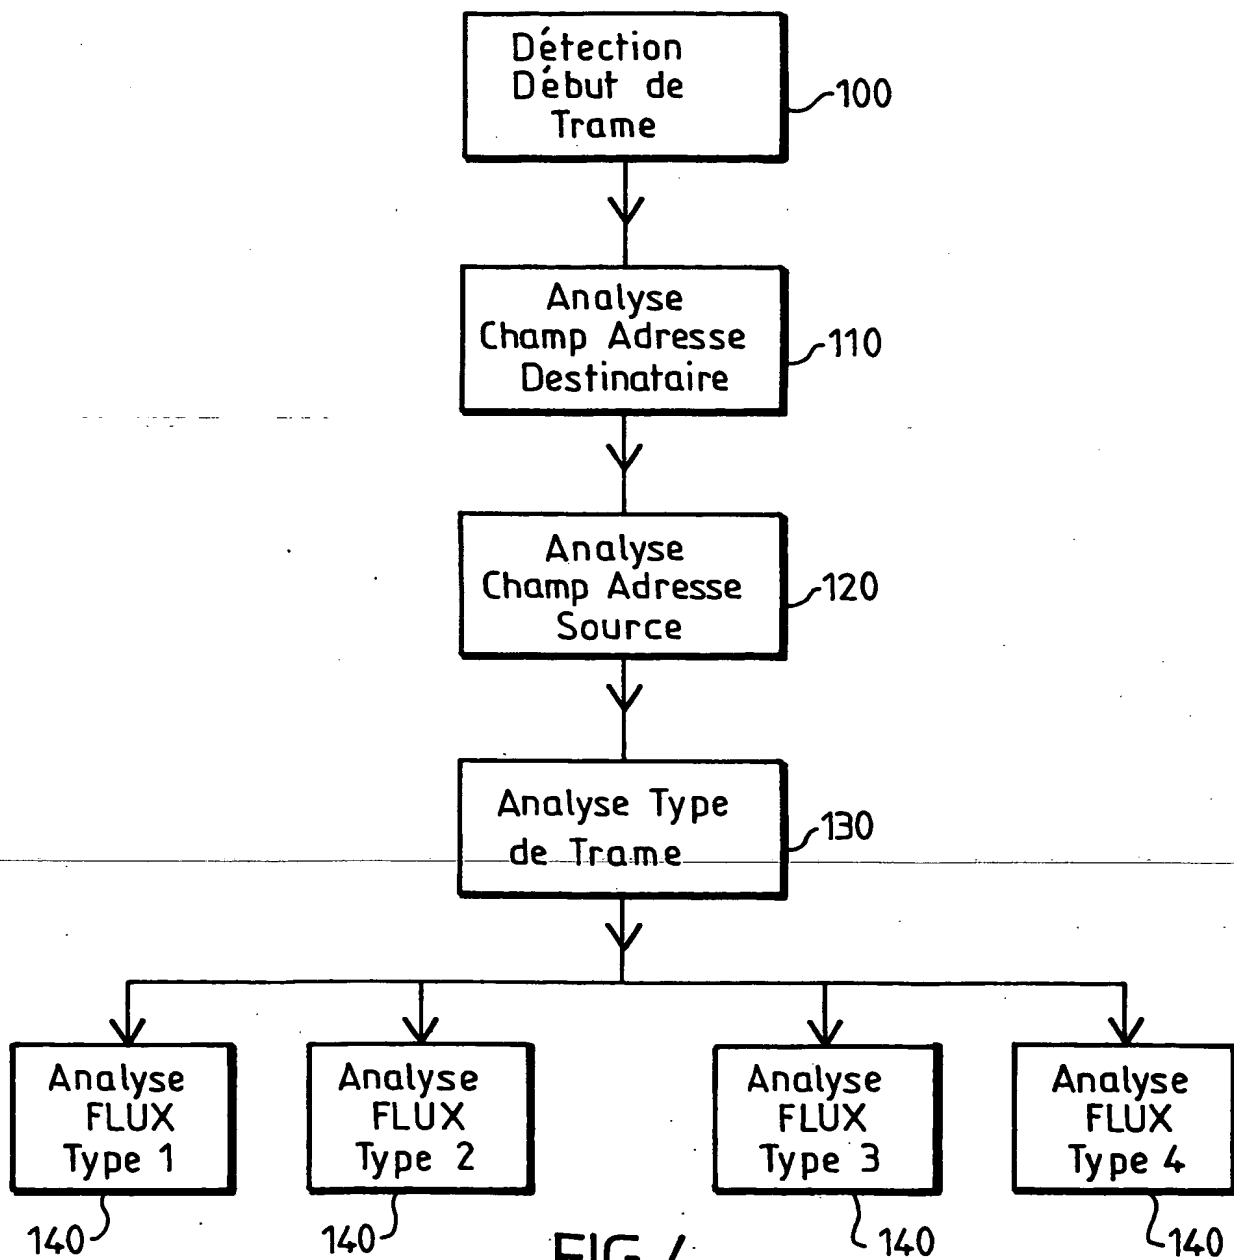 Détection
Début de
Trame
100
Analyse
Champ Adresse
Destinataire
110
Analyse
Champ Adresse
Source
120
Analyse Type
de Trame
130
Analyse
FLUX
Type 1
140
Analyse
FLUX
Type 2
140
Analyse
FLUX
Type 3
140
Analyse
FLUX
Type 4
140
FIG.